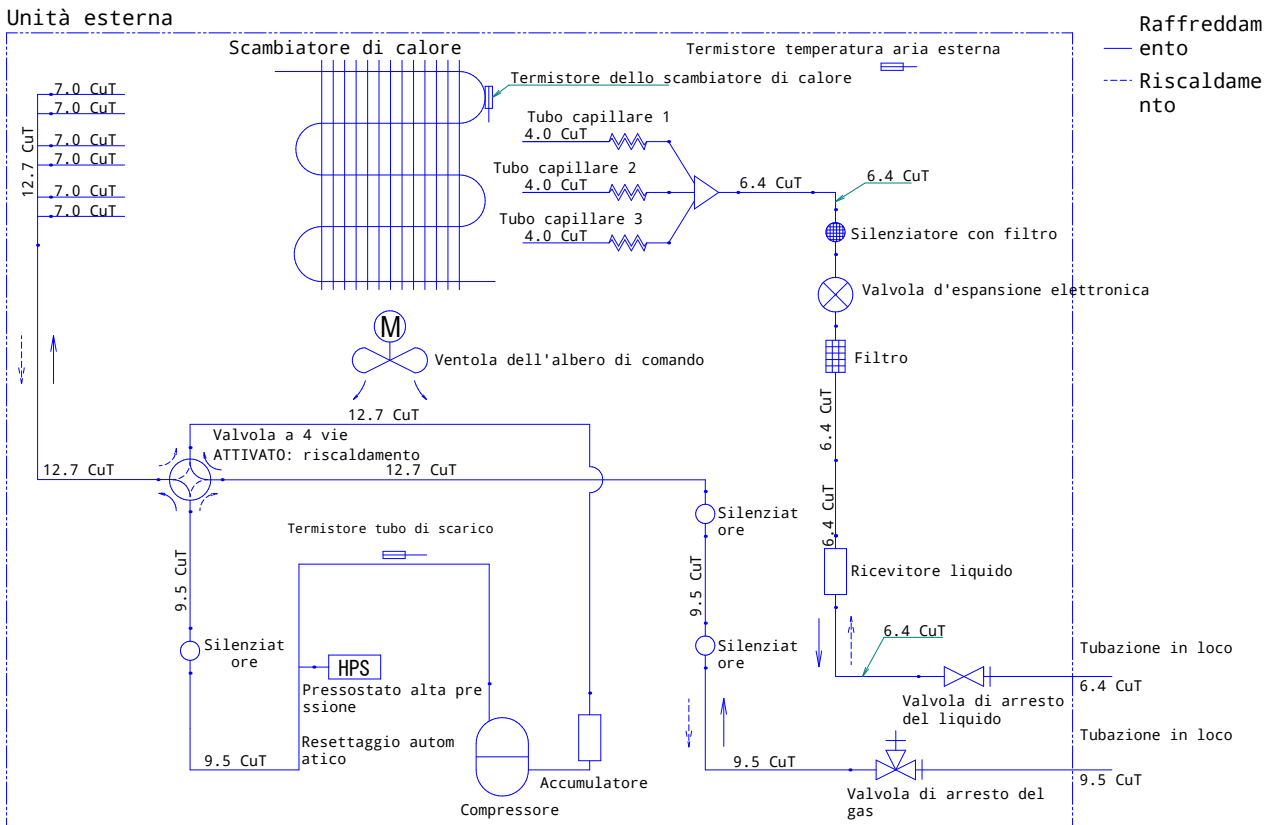 Unità esterna
Raffreddam
ento
Riscaldame
nto
Scambiatore di calore
Termistore temperatura aria esterna
Termistore dello scambiatore di calore
7.0 CuT
7.0 CuT
7.0 CuT
7.0 CuT
7.0 CuT
7.0 CuT
12.7 CuT
Tubo capillare 1
4.0 CuT
Tubo capillare 2
4.0 CuT
Tubo capillare 3
4.0 CuT
6.4 CuT
6.4 CuT
Silenziatore con filtro
Valvola d'espansione elettronica
M
Ventola dell'albero di comando
Filtro
6.4 CuT
12.7 CuT
Valvola a 4 vie
ATTIVATO: riscaldamento
12.7 CuT
12.7 CuT
6.4 CuT
Silenziat
ore
Termistore tubo di scarico
9.5 CuT
9.5 CuT
Ricevitore liquido
Silenziat
ore
Silenziat
ore
6.4 CuT
Tubazione in loco
6.4 CuT
HPS
Pressostato alta pre
ssione
Resettaggio autom
atico
Valvola di arresto
del liquido
Tubazione in loco
9.5 CuT
9.5 CuT
9.5 CuT
Accumulatore
Compressore
Valvola di arresto del
gas